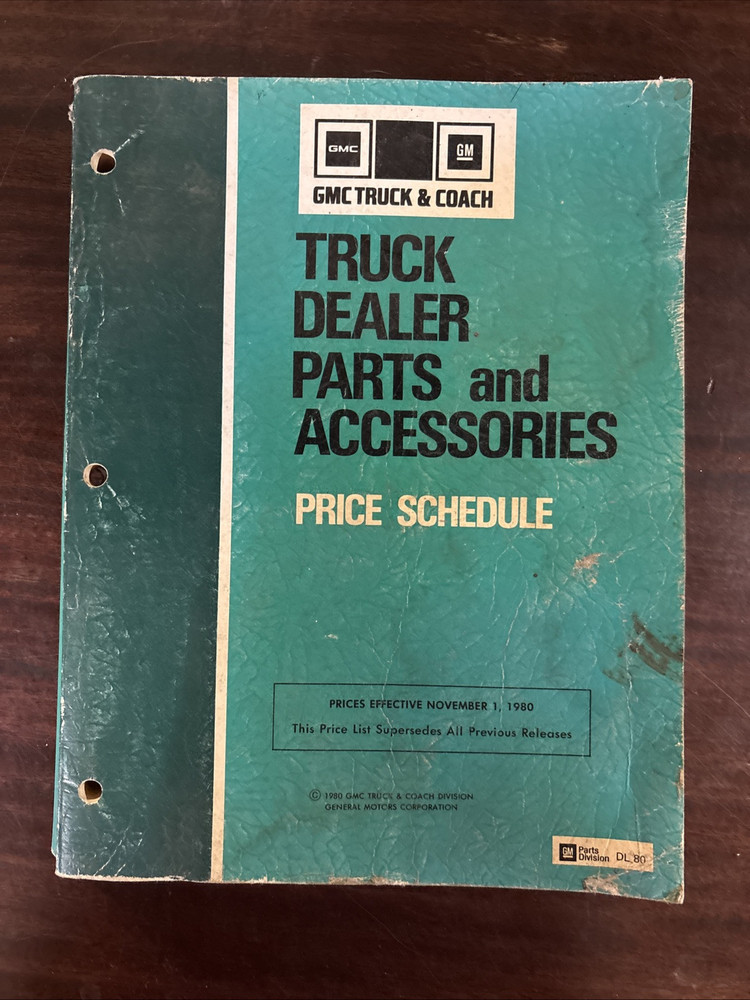 GMC
GM
GMC TRUCK & COACH
TRUCK
DEALER
PARTS and
ACCESSORIES
PRICE SCHEDULE
PRICES EFFECTIVE NOVEMBER 1, 1980
This Price List Supersedes All Previous Releases
© 1980 GMC TRUCK & COACH DIVISION
GENERAL MOTORS CORPORATION
GM Parts
Division DL 80